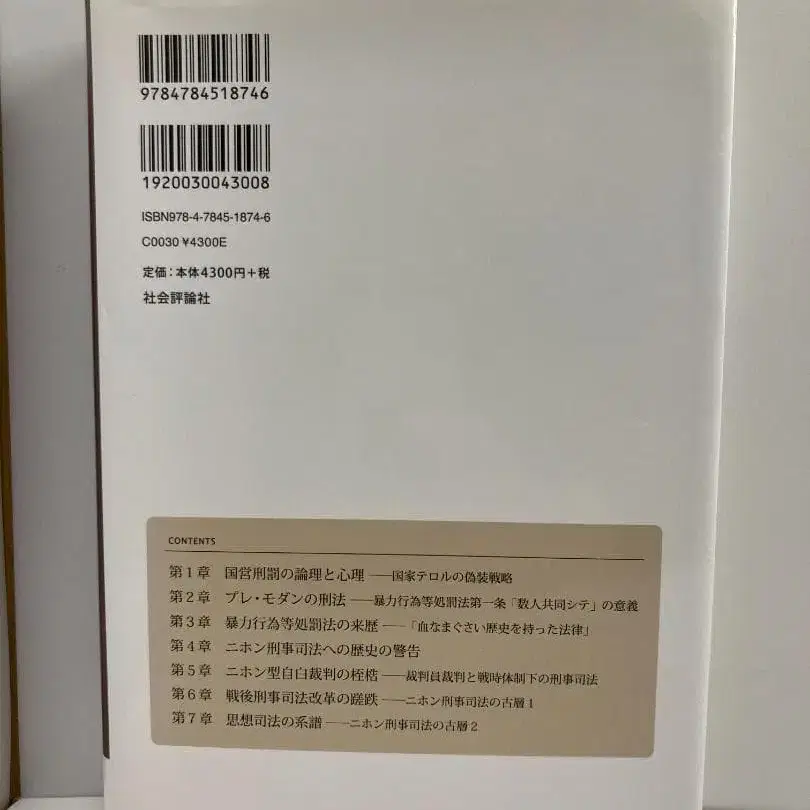 9784784518746
1920030043008
ISBN978-4-7845-1874-6
C0030 ¥4300E
定価：本体4300円＋税
社会評論社
CONTENTS
第1章 国営刑罰の論理と心理 ──国家テロルの偽装戦略
第2章 プレ・モダンの刑法 ──暴力行為等処罰法第一条「数人共同シテ」の意義
第3章 暴力行為等処罰法の来歴 ──「血なまぐさい歴史を持った法律」
第4章 ニホン刑事司法への歴史の警告
第5章 ニホン型自白裁判の桎梏 ──裁判員裁判と戦時体制下の刑事司法
第6章 戦後刑事司法改革の蹉跌 ──ニホン刑事司法の古層1
第7章 思想司法の系譜 ──ニホン刑事司法の古層2